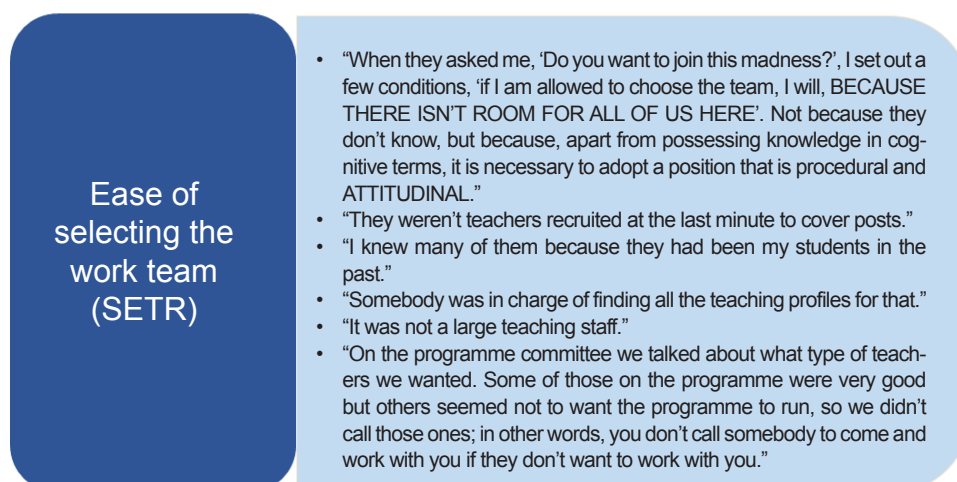 Ease of
selecting the
work team
(SETR)
• “When they asked me, ‘Do you want to join this madness?’, I set out a
few conditions, ‘if I am allowed to choose the team, I will, BECAUSE
THERE ISN’T ROOM FOR ALL OF US HERE’. Not because they
don’t know, but because, apart from possessing knowledge in cog-
nitive terms, it is necessary to adopt a position that is procedural and
ATTITUDINAL.”
• “They weren’t teachers recruited at the last minute to cover posts.”
• “I knew many of them because they had been my students in the
past.”
• “Somebody was in charge of finding all the teaching profiles for that.”
• “It was not a large teaching staff.”
• “On the programme committee we talked about what type of teach-
ers we wanted. Some of those on the programme were very good
but others seemed not to want the programme to run, so we didn’t
call those ones; in other words, you don’t call somebody to come and
work with you if they don’t want to work with you.”